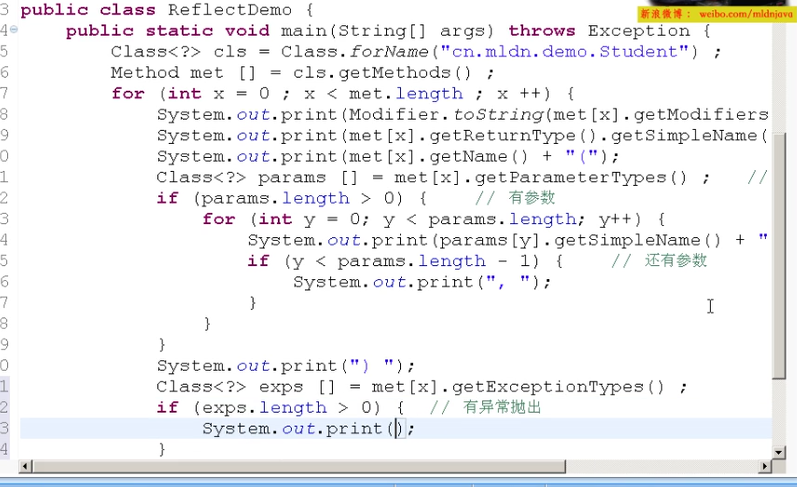 新浪微博： weibo.com/mldnjava
3 public class ReflectDemo {
4 public static void main(String[] args) throws Exception {
5 Class<?> cls = Class.forName("cn.mldn.demo.Student") ;
6 Method met [] = cls.getMethods() ;
7 for (int x = 0 ; x < met.length ; x ++) {
8 System.out.print(Modifier.toString(met[x].getModifiers
9 System.out.print(met[x].getReturnType().getSimpleName(
0 System.out.print(met[x].getName() + "(");
1 Class<?> params [] = met[x].getParameterTypes() ; //
2 if (params.length > 0) { // 有参数
3 for (int y = 0; y < params.length; y++) {
4 System.out.print(params[y].getSimpleName() + "
5 if (y < params.length - 1) { // 还有参数
6 System.out.print(", ");
7 }
8 }
9 }
0 System.out.print(") ");
1 Class<?> exps [] = met[x].getExceptionTypes() ;
2 if (exps.length > 0) { // 有异常抛出
3 System.out.print();
4 }